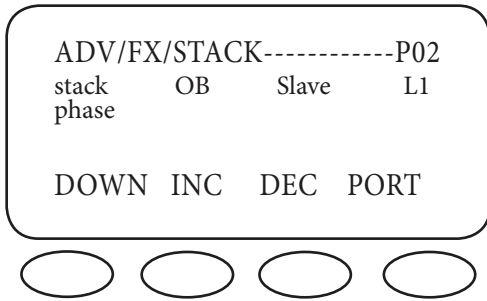 ADV/FX/STACK------------P02
stack OB Slave L1
phase
DOWN INC DEC PORT